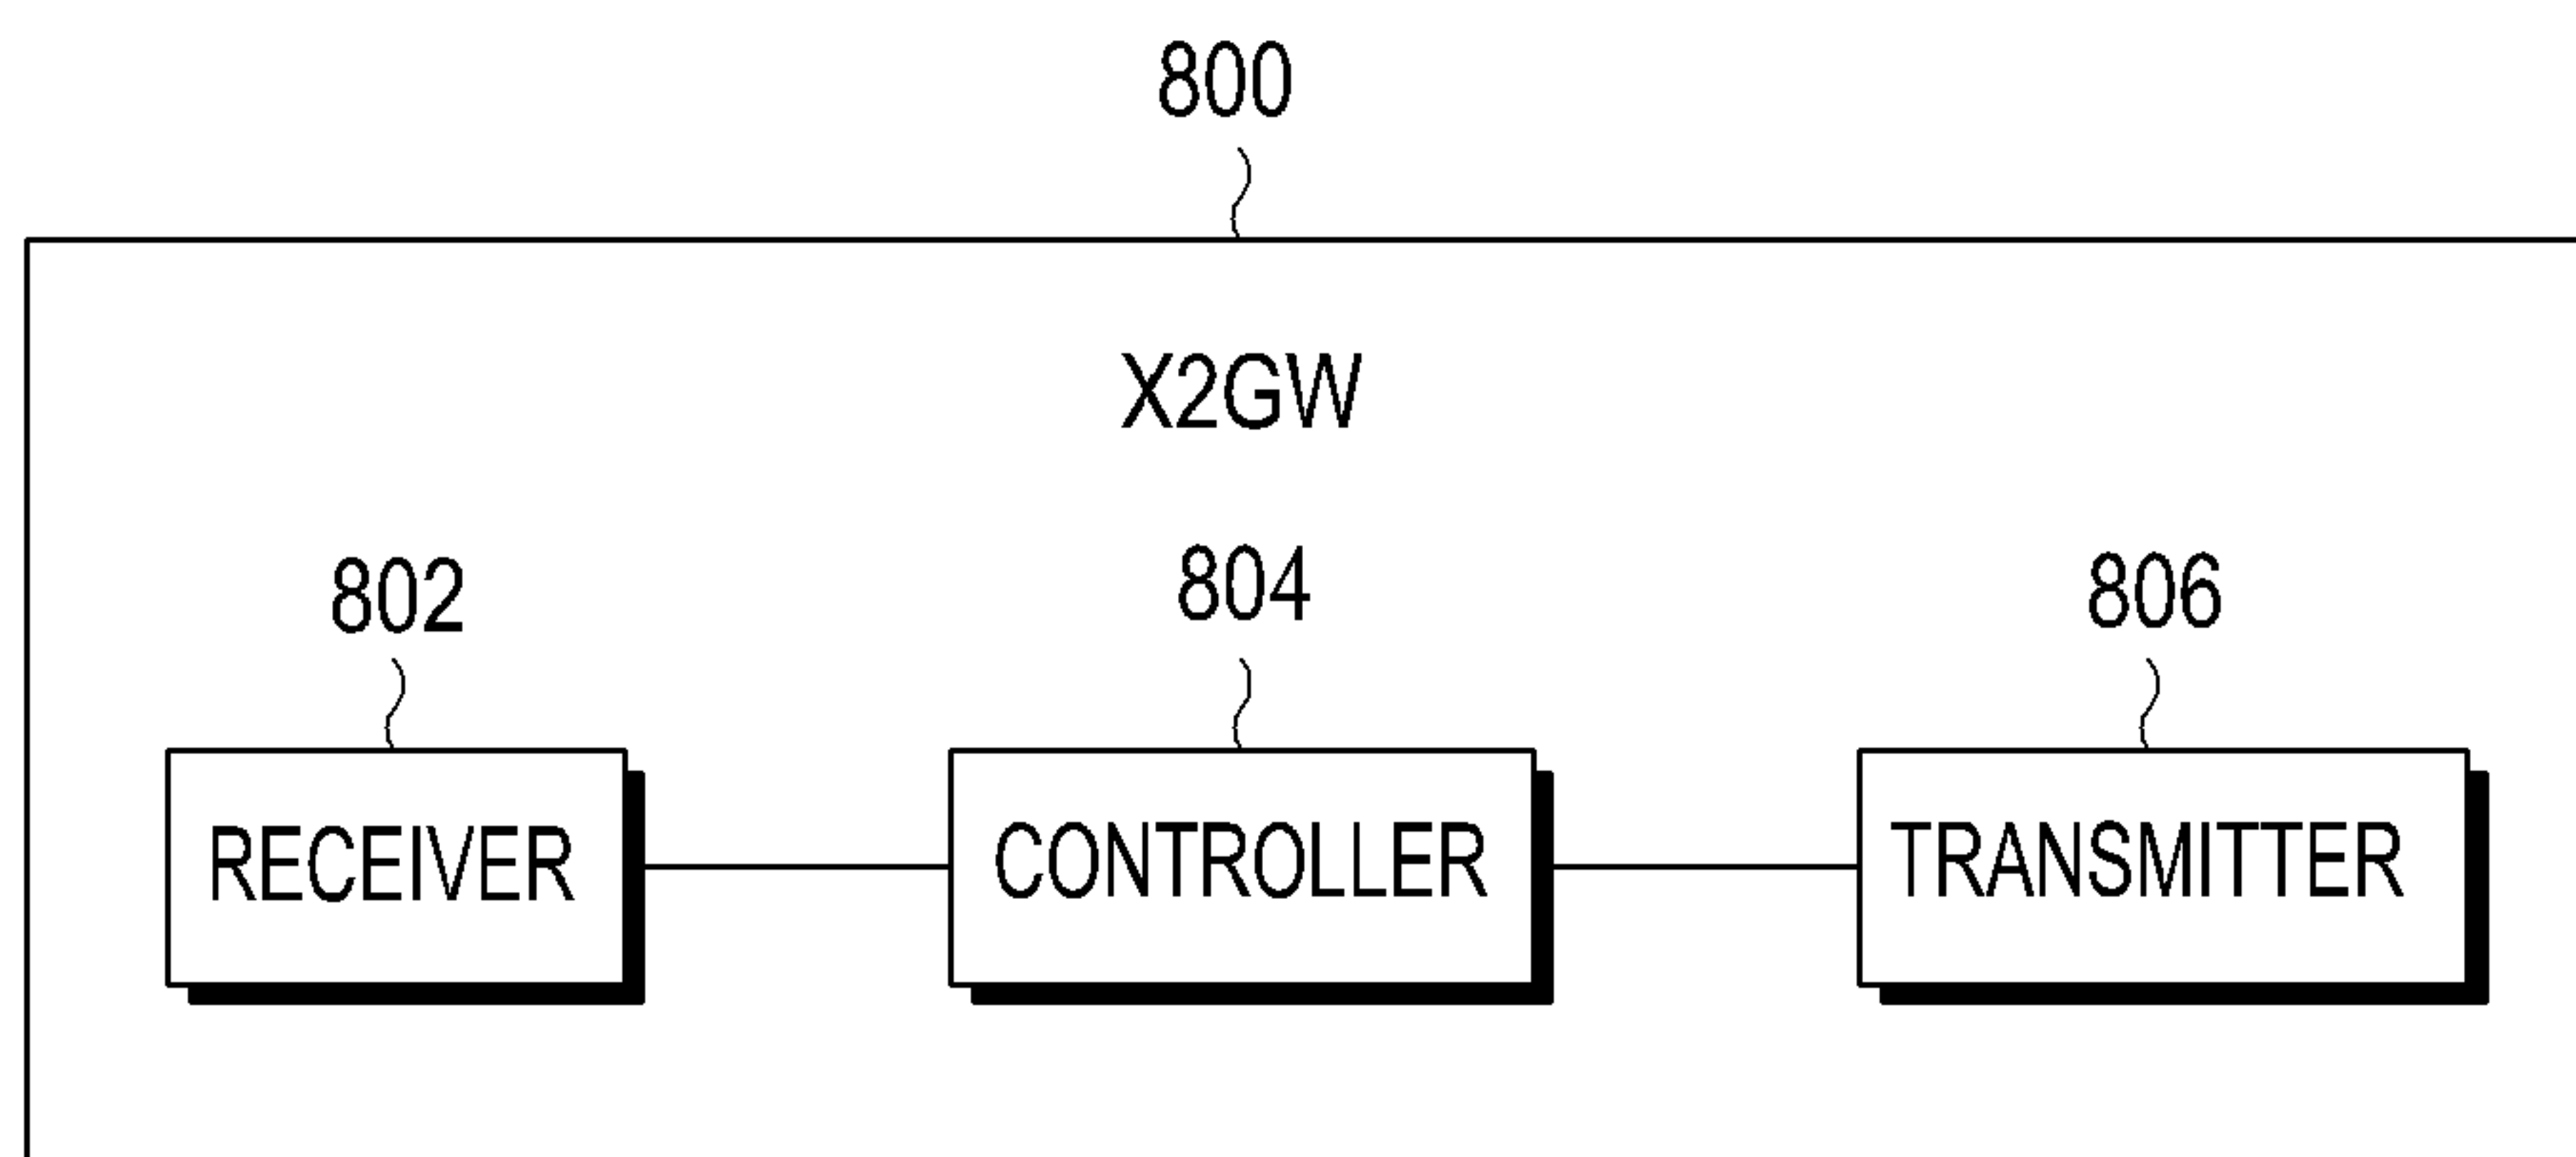 800
X2GW
802 804 806
RECEIVER CONTROLLER TRANSMITTER